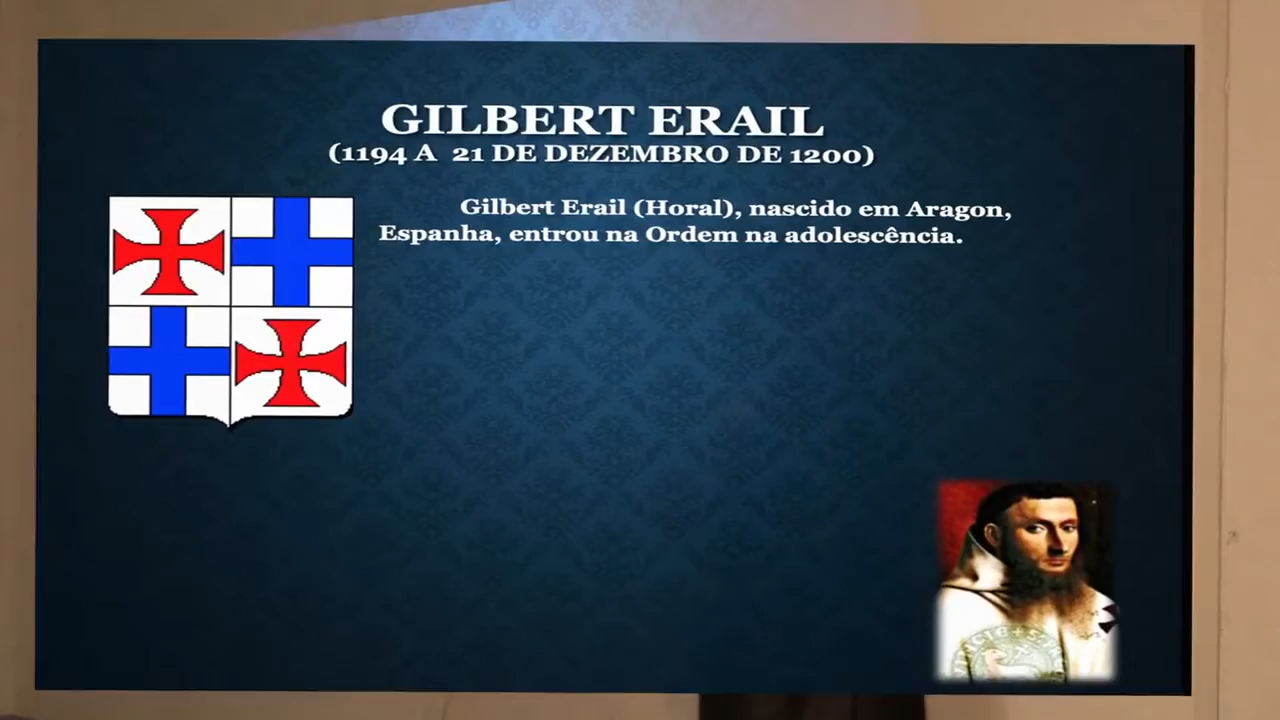 GILBERT ERAIL
(1194 A 21 DE DEZEMBRO DE 1200)
Gilbert Erail (Horal), nascido em Aragon,
Espanha, entrou na Ordem na adolescência.